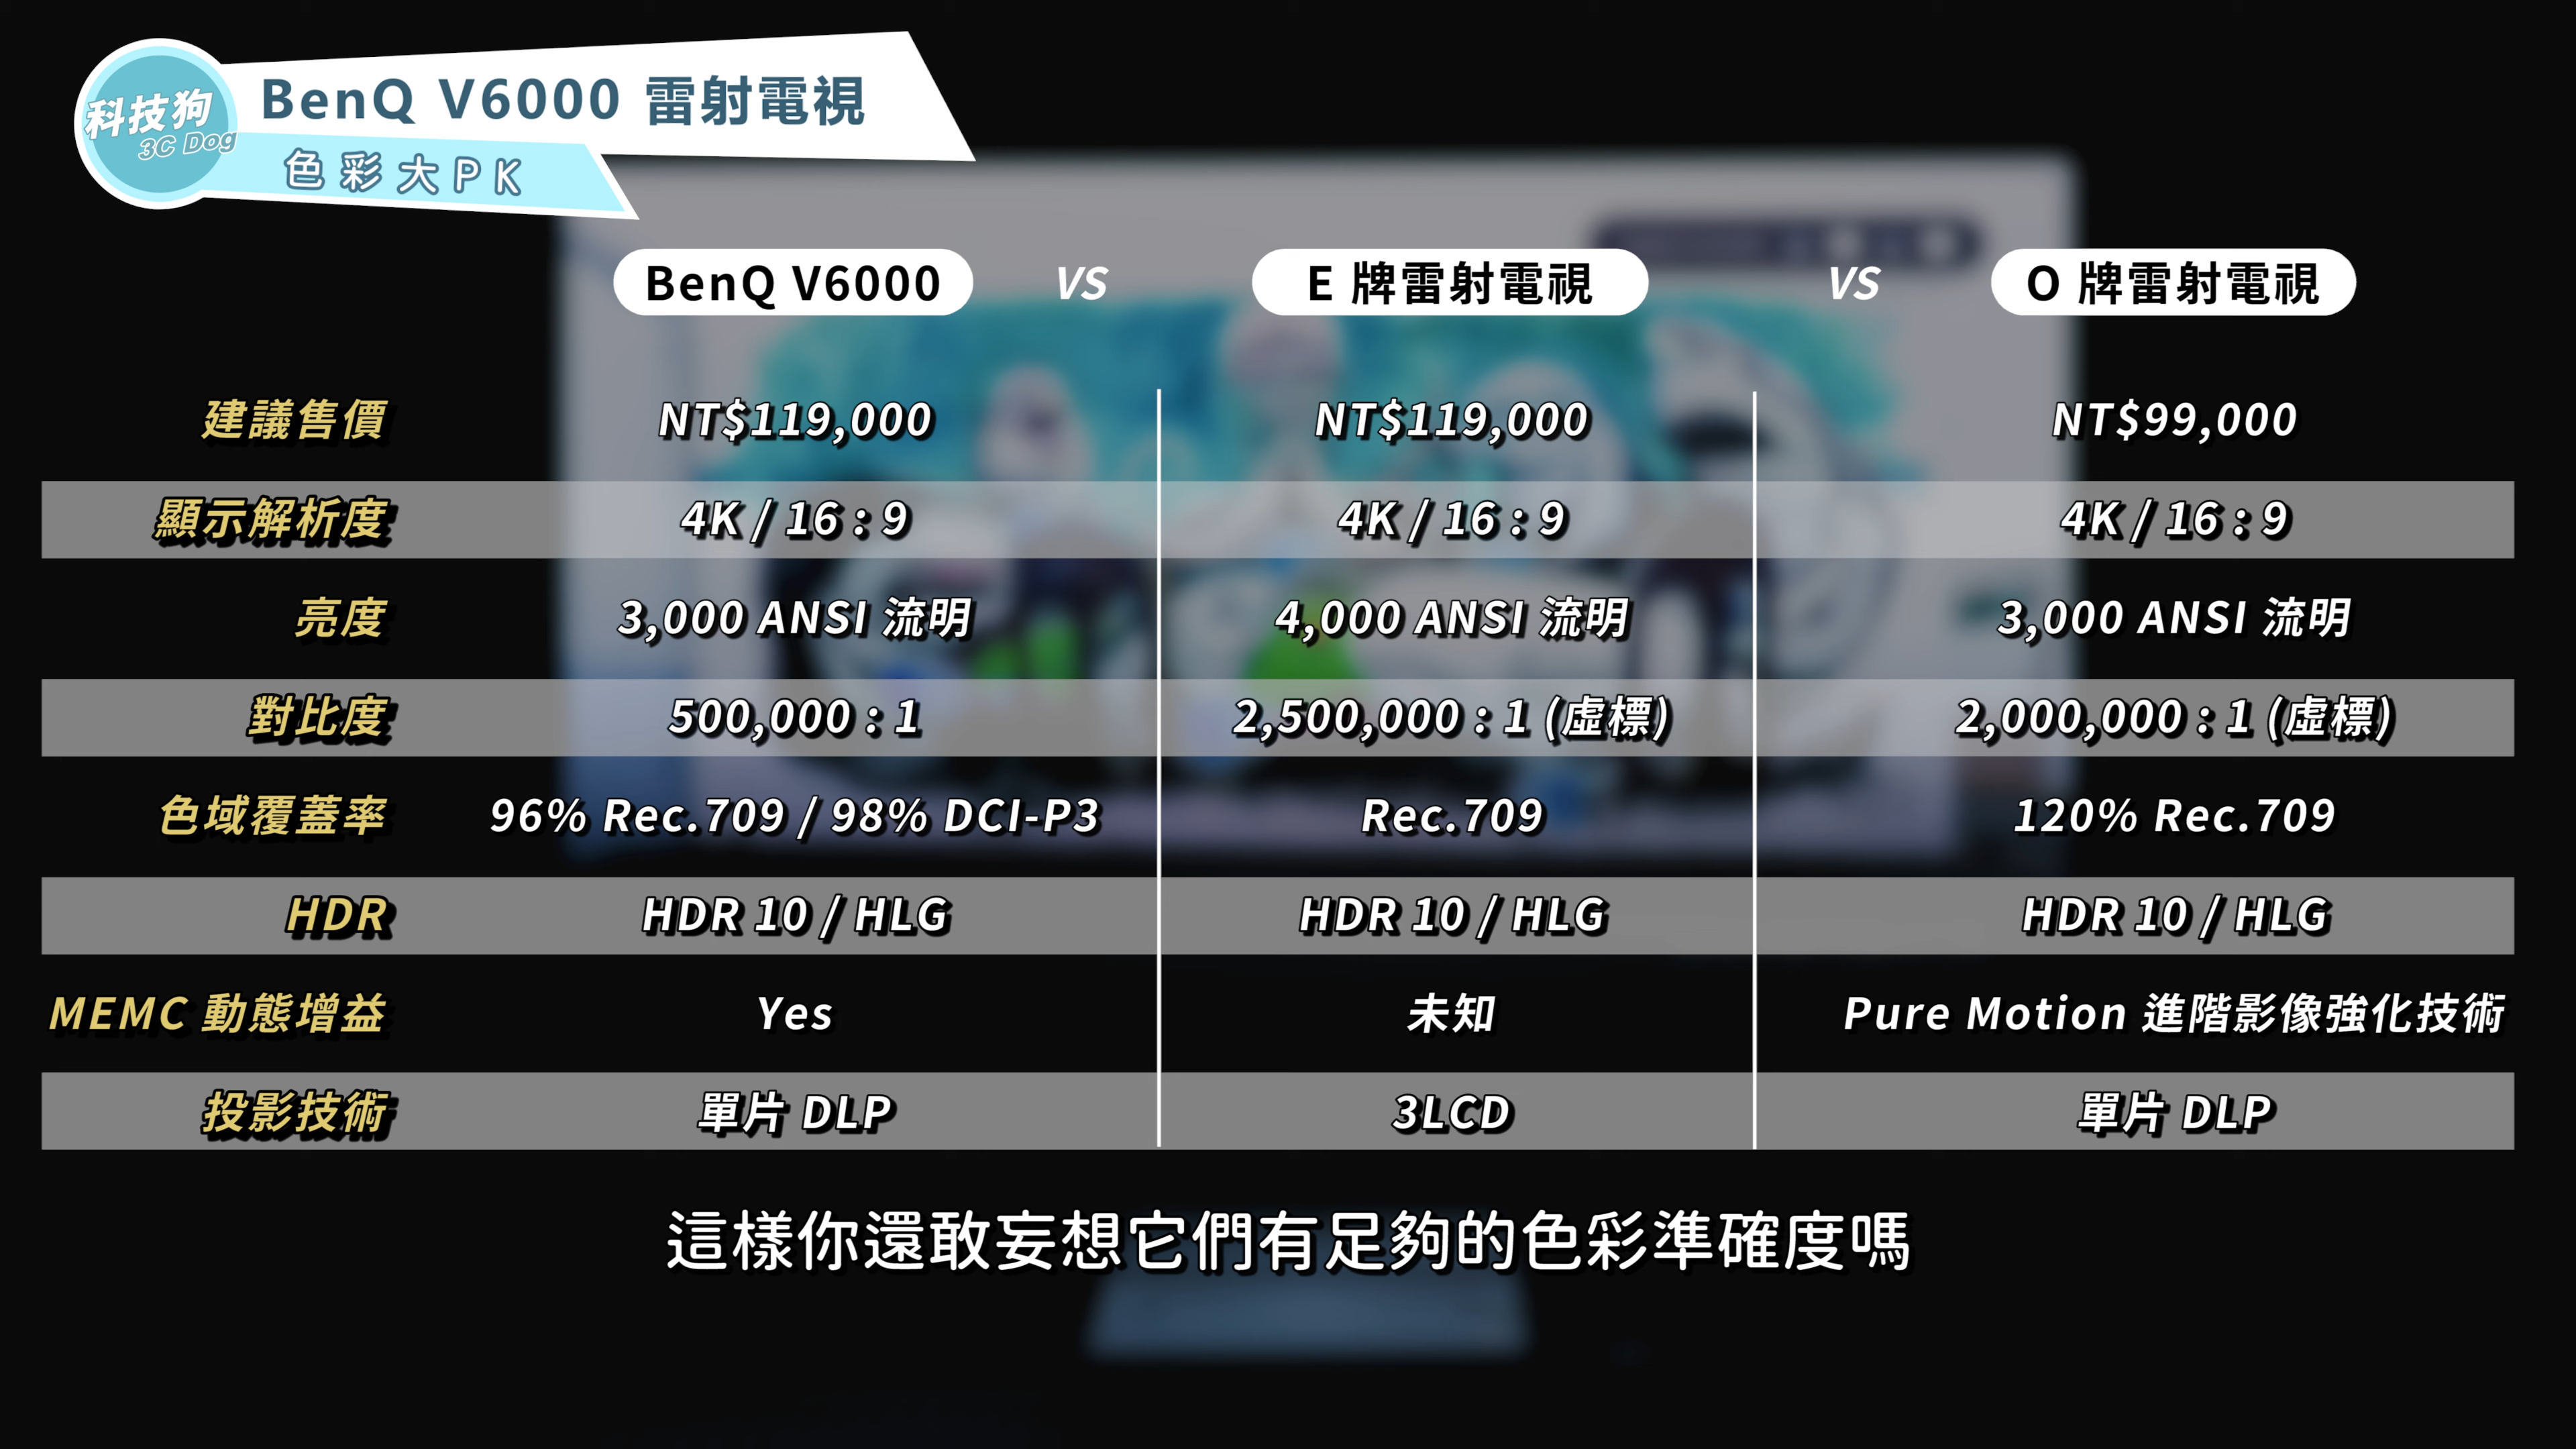 科技狗
3C Dog
BenQ V6000 雷射電視
色彩大PK
BenQ V6000 VS E 牌雷射電視 VS O 牌雷射電視
建議售價 NT$119,000 NT$119,000 NT$99,000
顯示解析度 4K / 16 : 9 4K / 16 : 9 4K / 16 : 9
亮度 3,000 ANSI 流明 4,000 ANSI 流明 3,000 ANSI 流明
對比度 500,000 : 1 2,500,000 : 1 (虛標) 2,000,000 : 1 (虛標)
色域覆蓋率 96% Rec.709 / 98% DCI-P3 Rec.709 120% Rec.709
HDR HDR 10 / HLG HDR 10 / HLG HDR 10 / HLG
MEMC 動態增益 Yes 未知 Pure Motion 進階影像強化技術
投影技術 單片 DLP 3LCD 單片 DLP
這樣你還敢妄想它們有足夠的色彩準確度嗎